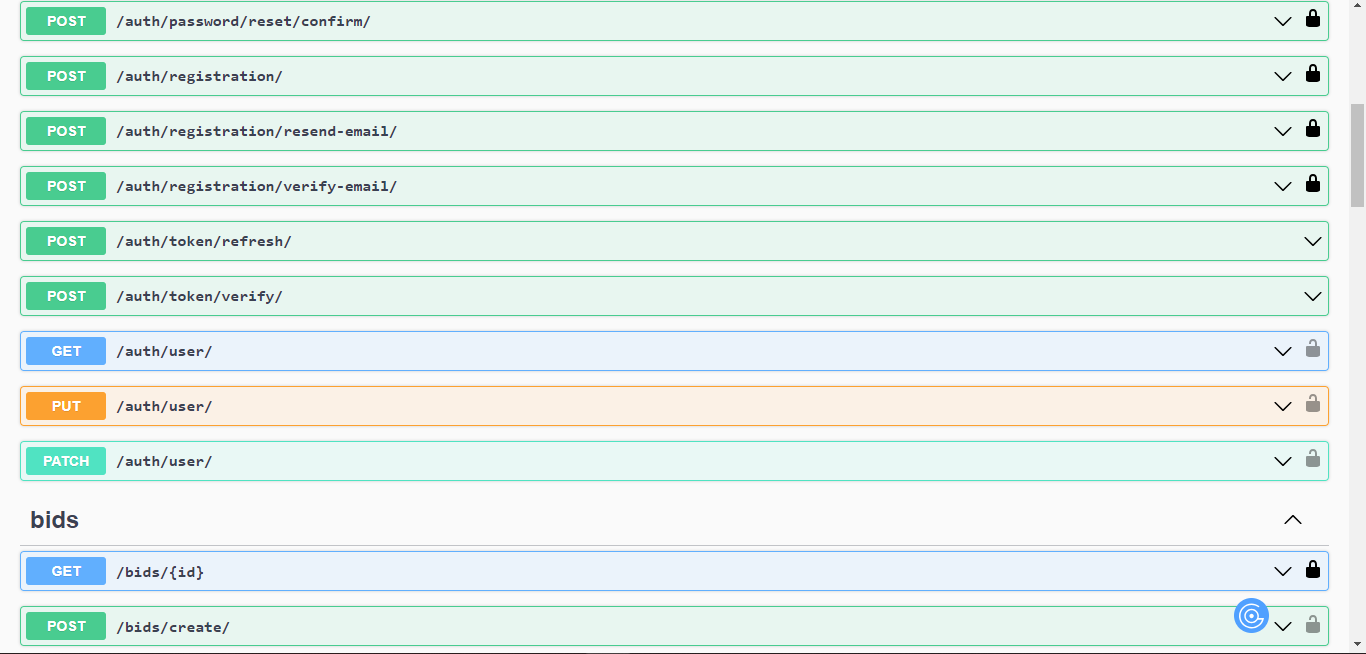 POST /auth/password/reset/confirm/
POST /auth/registration/
POST /auth/registration/resend-email/
POST /auth/registration/verify-email/
POST /auth/token/refresh/
POST /auth/token/verify/
GET /auth/user/
PUT /auth/user/
PATCH /auth/user/
bids
GET /bids/{id}
POST /bids/create/